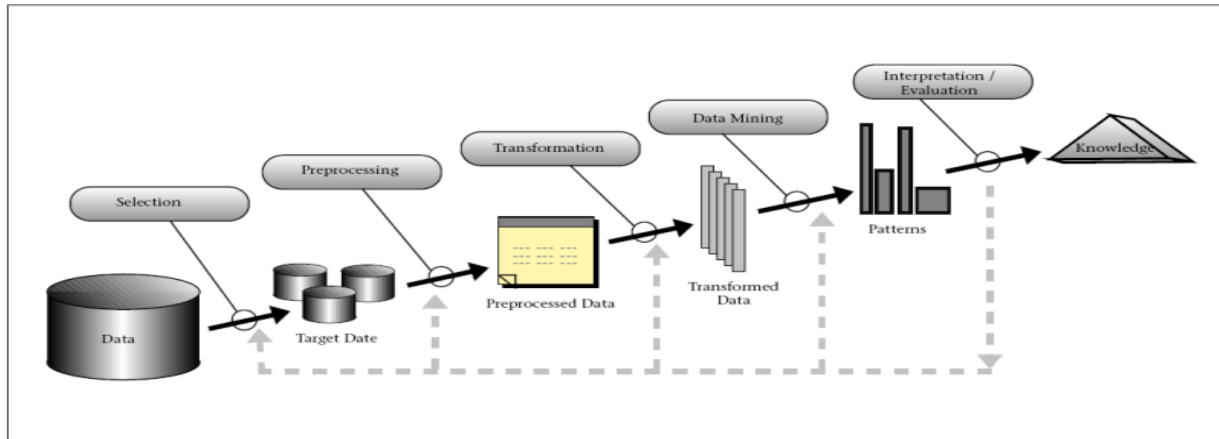 Interpretation /
Evaluation
Data Mining
Transformation
Preprocessing
Selection
Knowledge
Patterns
Transformed
Data
Preprocessed Data
Target Date
Data